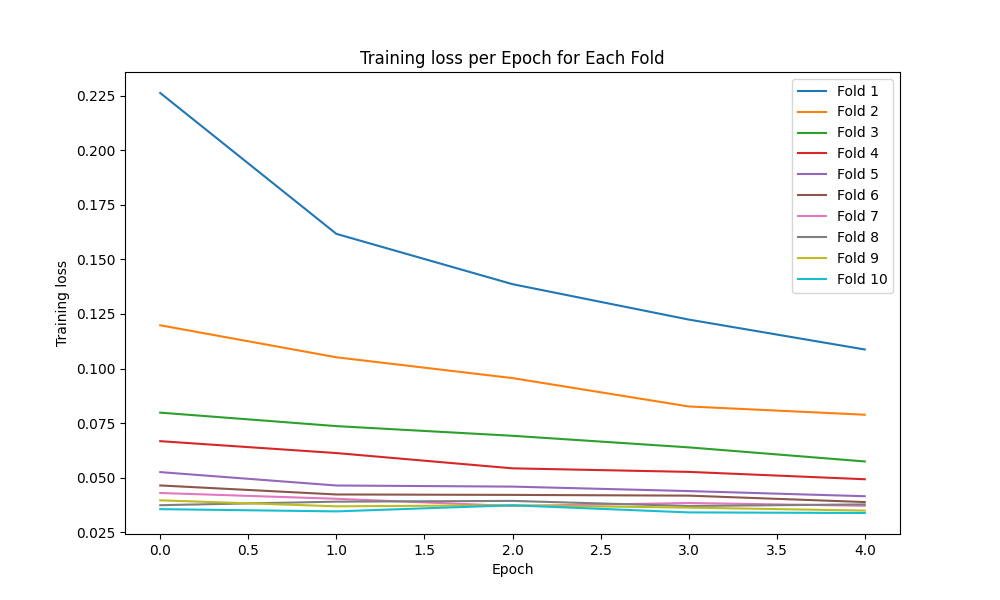 Training loss per Epoch for Each Fold
0.225
0.200
0.175
0.150
0.125
0.100
0.075
0.050
0.025
Training loss
Fold 1
Fold 2
Fold 3
Fold 4
Fold 5
Fold 6
Fold 7
Fold 8
Fold 9
Fold 10
0.0 0.5 1.0 1.5 2.0 2.5 3.0 3.5 4.0
Epoch